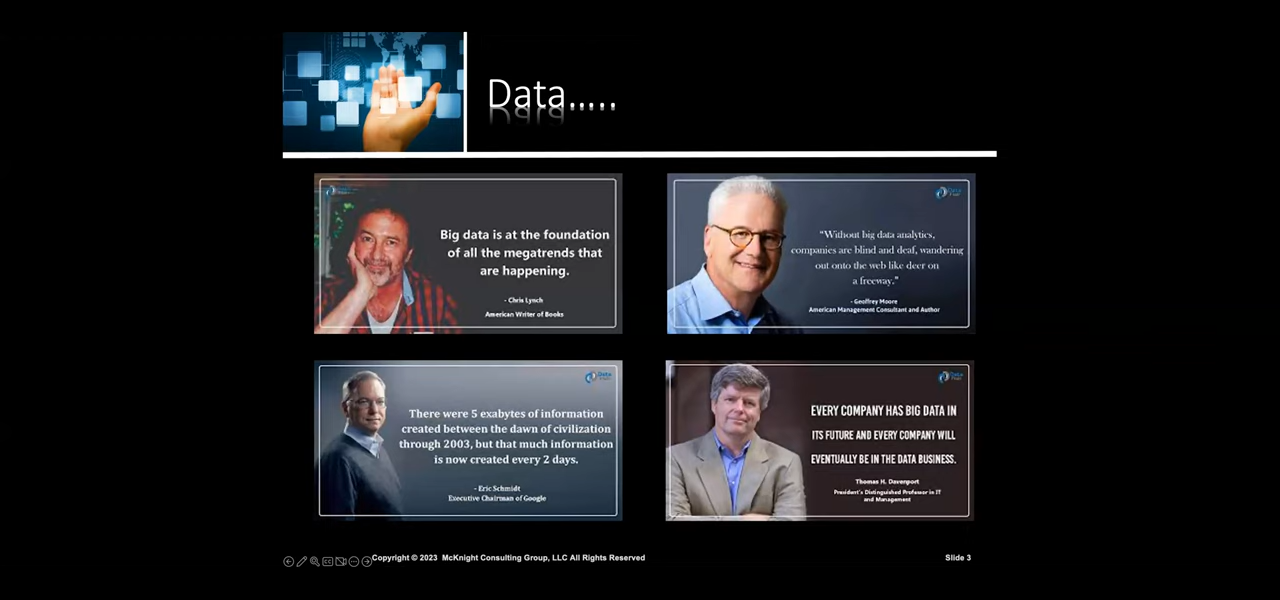 Data.....
Big data is at the foundation
of all the megatrends that
are happening.
- Chris Lynch
American Writer of Books
Data
"Without big data analytics,
companies are blind and deaf, wandering
out onto the web like deer on
a freeway."
- Geoffrey Moore
American Management Consultant and Author
Data
There were 5 exabytes of information
created between the dawn of civilization
through 2003, but that much information
is now created every 2 days.
- Eric Schmidt
Executive Chairman of Google
Data
EVERY COMPANY HAS BIG DATA IN
ITS FUTURE AND EVERY COMPANY WILL
EVENTUALLY BE IN THE DATA BUSINESS.
Thomas H. Davenport
President's Distinguished Professor in IT
and Management
Copyright © 2023 McKnight Consulting Group, LLC All Rights Reserved
Slide 3